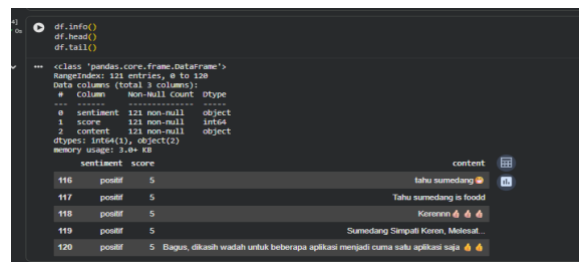 df.info()
df.head()
df.tail()
<class 'pandas.core.frame.DataFrame'>
RangeIndex: 121 entries, 0 to 120
Data columns (total 3 columns):
# Column Non-Null Count Dtype
--- ------ -------------- -----
0 sentiment 121 non-null object
1 score 121 non-null int64
2 content 121 non-null object
dtypes: int64(1), object(2)
memory usage: 3.0+ KB
sentiment score content
116 positif 5 tahu sumedang
117 positif 5 Tahu sumedang is foodd
118 positif 5 Kerennn 👍 👍 👍
119 positif 5 Sumedang Simpati Keren, Melesat...
120 positif 5 Bagus, dikasih wadah untuk beberapa aplikasi menjadi cuma satu aplikasi saja 👍 👍